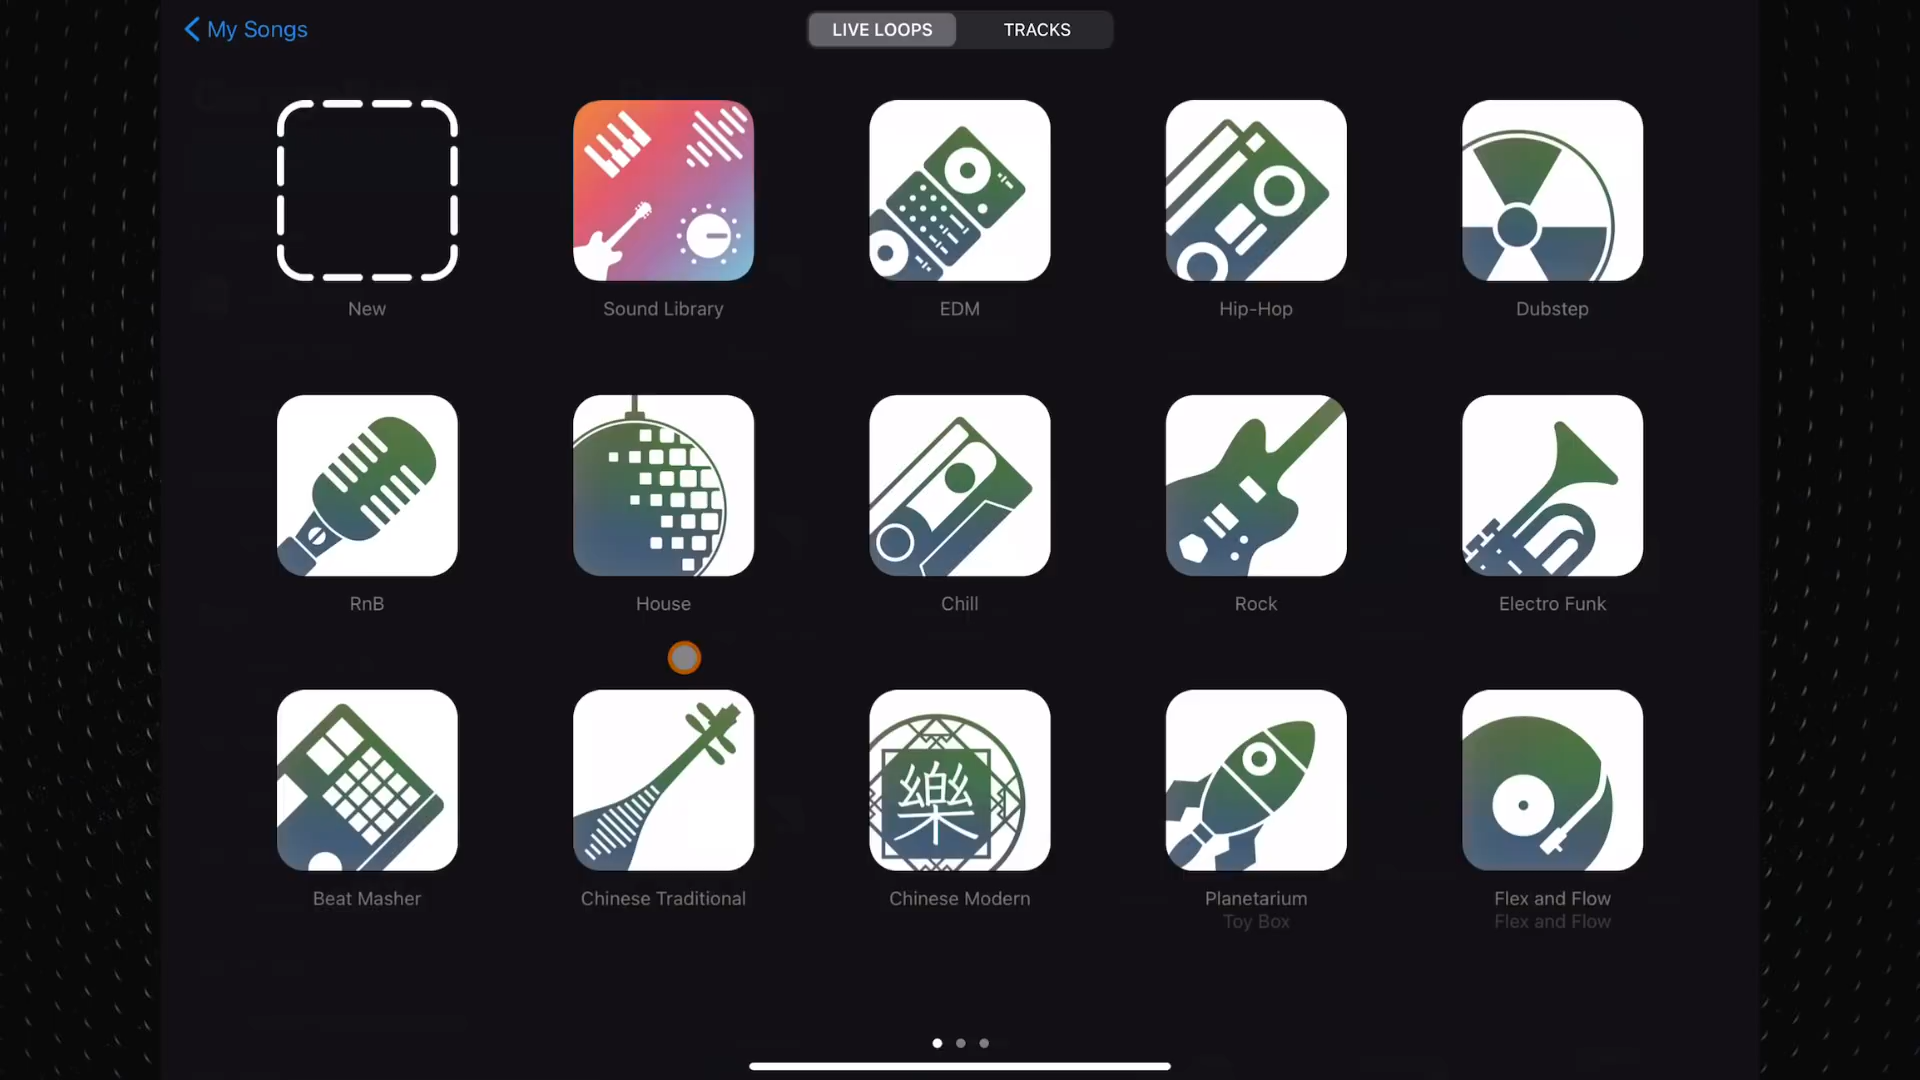 My Songs
LIVE LOOPS
TRACKS
New
Sound Library
EDM
Hip-Hop
Dubstep
RnB
House
Chill
Rock
Electro Funk
樂
Beat Masher
Chinese Traditional
Chinese Modern
Planetarium
Toy Box
Flex and Flow
Flex and Flow